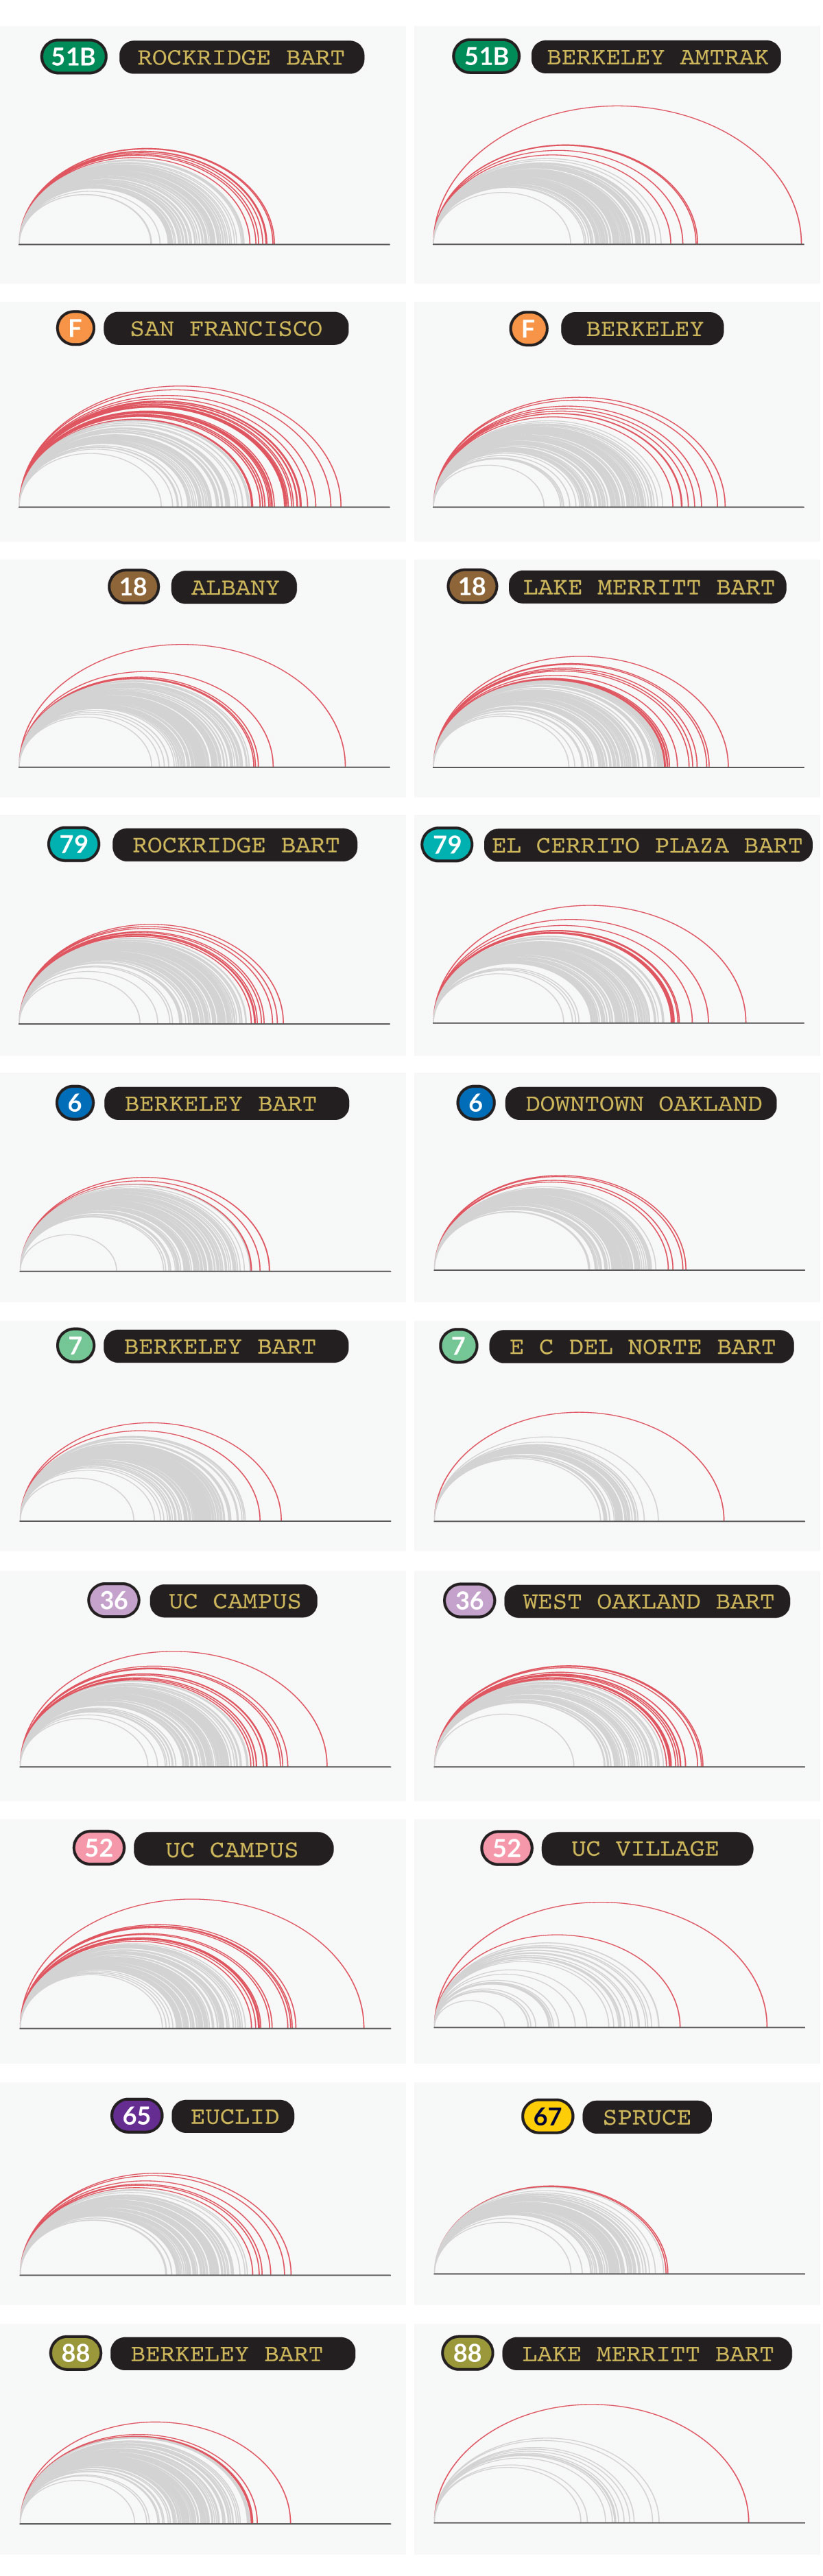 51B ROCKRIDGE BART
51B BERKELEY AMTRAK
F SAN FRANCISCO
F BERKELEY
18 ALBANY
18 LAKE MERRITT BART
79 ROCKRIDGE BART
79 EL CERRITO PLAZA BART
6 BERKELEY BART
6 DOWNTOWN OAKLAND
7 BERKELEY BART
7 E C DEL NORTE BART
36 UC CAMPUS
36 WEST OAKLAND BART
52 UC CAMPUS
52 UC VILLAGE
65 EUCLID
67 SPRUCE
88 BERKELEY BART
88 LAKE MERRITT BART